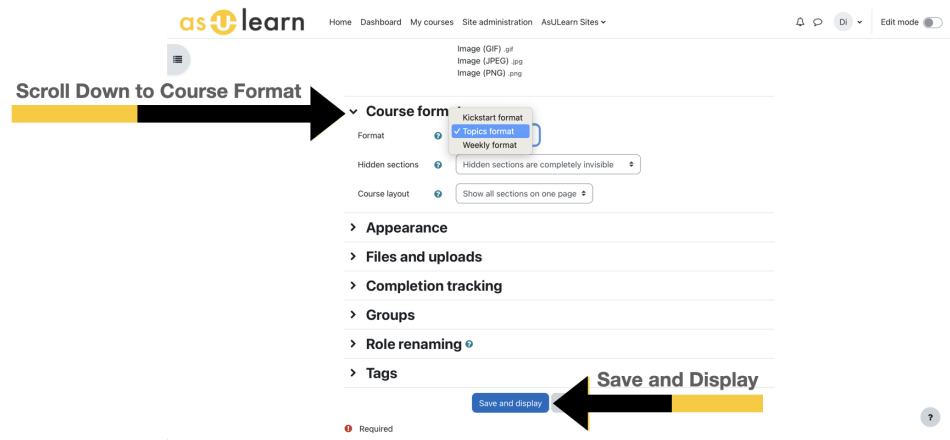 asulearn
Home Dashboard My courses Site administration AsULearn Sites
Di
Edit mode
Image (GIF) .gif
Image (JPEG) .jpg
Image (PNG) .png
Scroll Down to Course Format
Course form
Kickstart format
Format
? ✓ Topics format
Weekly format
Hidden sections ? Hidden sections are completely invisible
Course layout ? Show all sections on one page
Appearance
Files and uploads
Completion tracking
Groups
Role renaming ?
Tags
Save and Display
Save and display
! Required
?